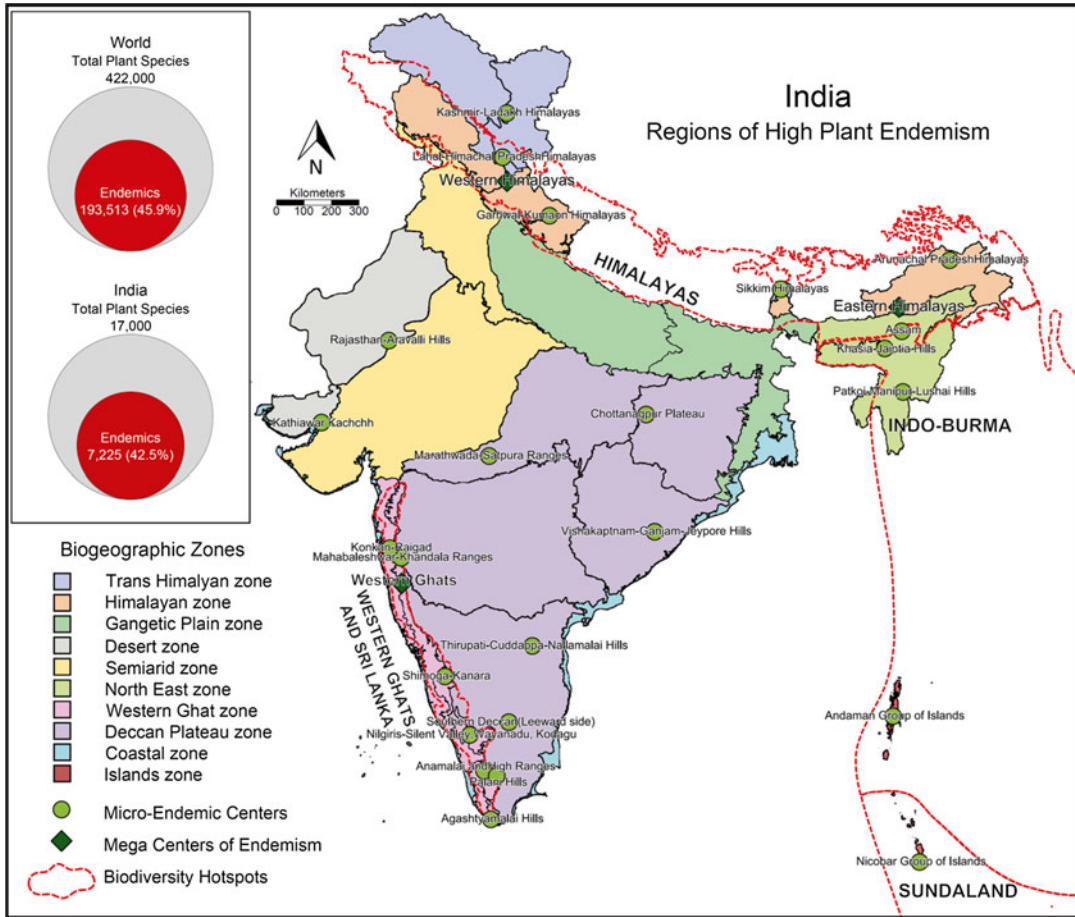 World
Total Plant Species
422,000
Endemics
193,513 (45.9%)
India
Total Plant Species
17,000
Endemics
7,225 (42.5%)
India
Regions of High Plant Endemism
N
Kilometers
0 100 200 300
Kashmir-Ladakh Himalayas
Lahol-Himachal PradeshHimalayas
Western Himalayas
Garhwal-Kumaon Himalayas
HIMALAYAS
Sikkim Himalayas
Arunachal PradeshHimalayas
Eastern Himalayas
Assam
Khasia-Jaintia Hills
Patkoi-Manipur-Lushai Hills
INDO-BURMA
Rajasthan-Aravalli Hills
Kathiawar Kachchh
Chottanagpur Plateau
Marathwada-Satpura Ranges
Vishakaptnam-Ganjam-Jeypore Hills
Konkan-Raigad
Mahabaleshwar-Khandala Ranges
Western Ghats
WESTERN GHATS
AND SRI LANKA
Thirupati-Cuddappa-Nallamalai Hills
Shimoga-Kanara
Southern Deccan(Leeward side)
Nilgiris-Silent Valley, Wayanadu, Kodagu
Anamalai andHigh Ranges
Palani Hills
Agashtyamalai Hills
Andaman Group of Islands
Nicobar Group of Islands
SUNDALAND
Biogeographic Zones
Trans Himalyan zone
Himalayan zone
Gangetic Plain zone
Desert zone
Semiarid zone
North East zone
Western Ghat zone
Deccan Plateau zone
Coastal zone
Islands zone
Micro-Endemic Centers
Mega Centers of Endemism
Biodiversity Hotspots